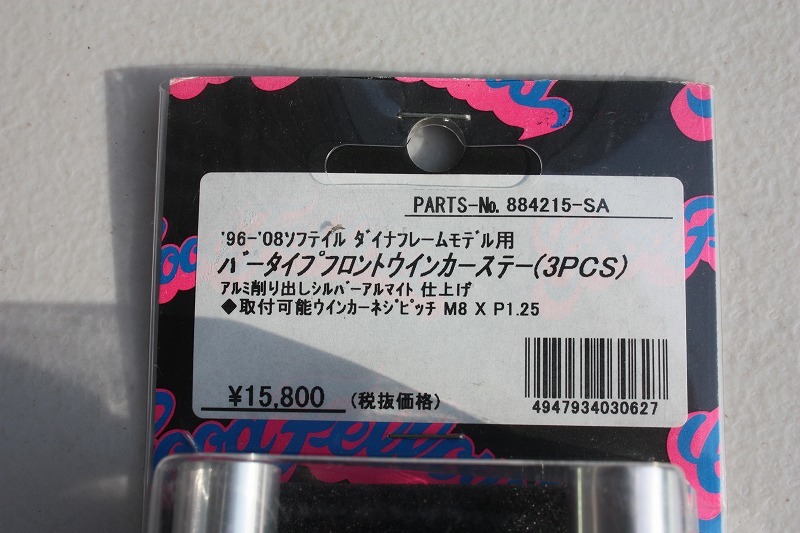 PARTS-No. 884215-SA
'96-'08ソフテイル ダイナフレームモデル用
バータイプフロントウインカーステー(3PCS)
アルミ削り出しシルバーアルマイト 仕上げ
◆取付可能ウインカーネジピッチ M8 X P1.25
¥15,800 (税抜価格)
4947934030627